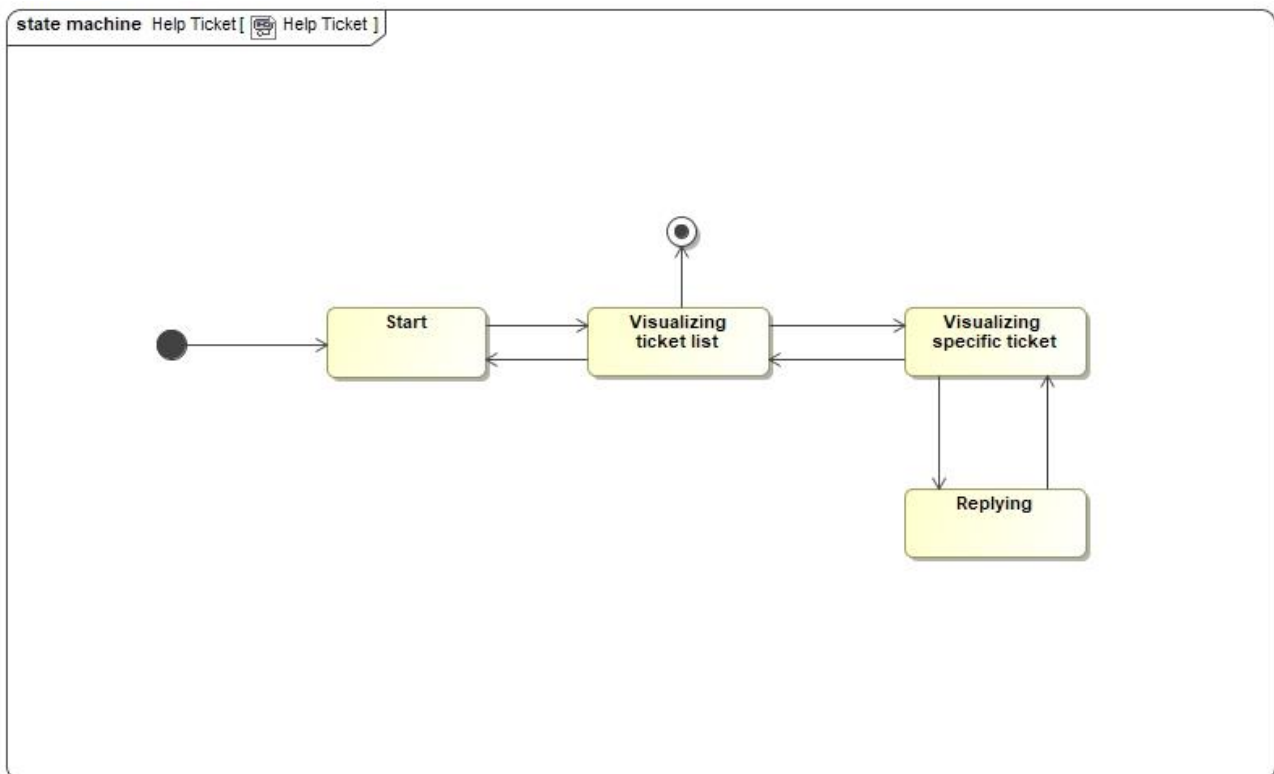 state machine Help Ticket [ Help Ticket ]
Start
Visualizing
ticket list
Visualizing
specific ticket
Replying